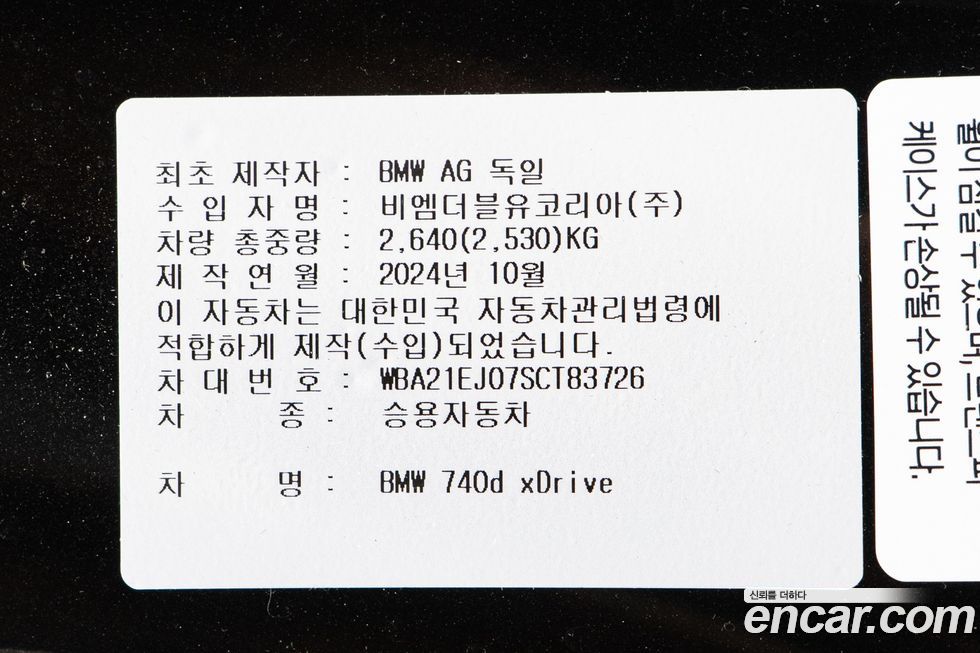 최초 제작자 : BMW AG 독일
수 입 자 명 : 비엠더블유코리아(주)
차량 총중량 : 2,640(2,530)KG
제 작 연 월 : 2024년 10월
이 자동차는 대한민국 자동차관리법령에
적합하게 제작(수입)되었습니다.
차 대 번 호 : WBA21EJ07SCT83726
차 종 : 승용자동차
차 명 : BMW 740d xDrive
케이스가 손상될 수 있습니다.
신뢰를 더하다
encar.com